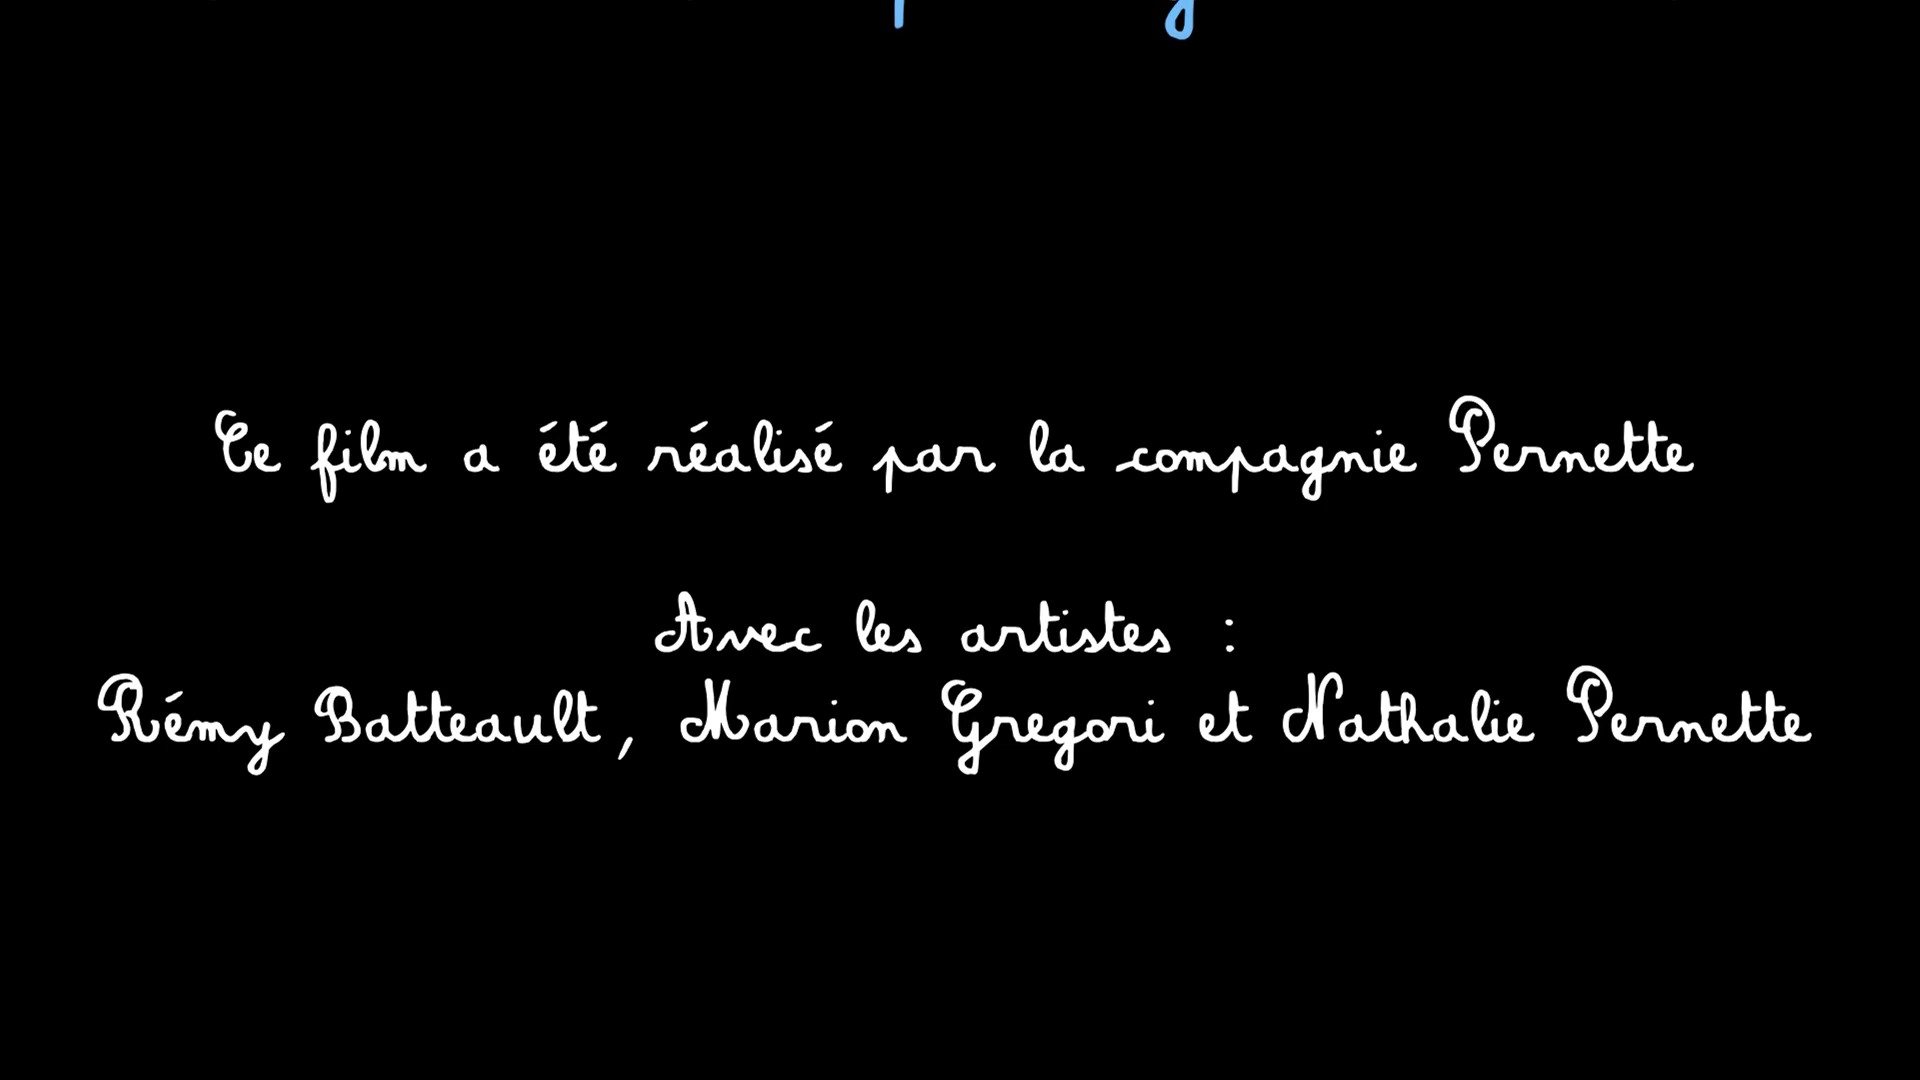 Ce film a été réalisé par la compagnie Pernette
Avec les artistes :
Rémy Batteault, Marion Gregori et Nathalie Pernette